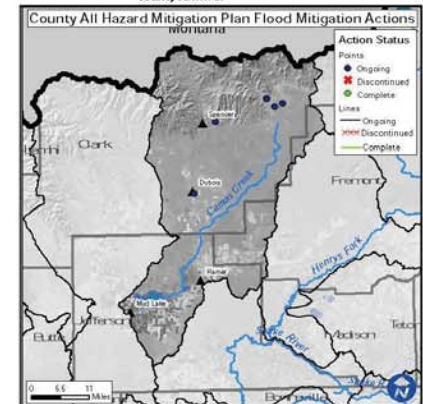 County All Hazard Mitigation Plan Flood Mitigation Actions
Montana
Action Status
Points
Ongoing
Discontinued
Complete
Lines
Ongoing
Discontinued
Complete
Spencer
Clark
Fremont
Dubois
Camas Creek
Henrys Fork
Hamer
Mud Lake
Jefferson
Madison
Teton
Butte
Snake River
Bonneville
0 5.5 11
Miles
N